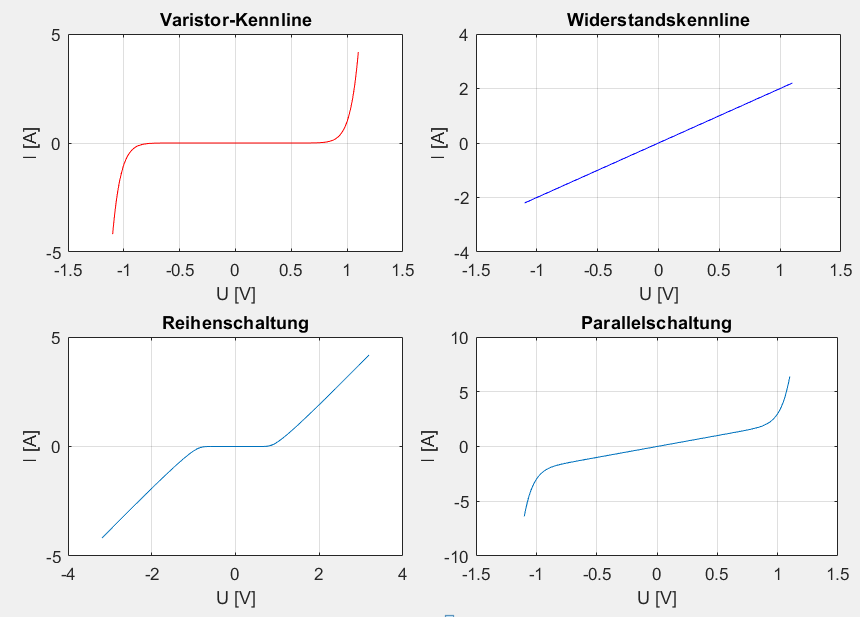 Varistor-Kennline
5
0
-5
I [A]
-1.5 -1 -0.5 0 0.5 1 1.5
U [V]
Widerstandskennline
4
2
0
-2
-4
I [A]
-1.5 -1 -0.5 0 0.5 1 1.5
U [V]
Reihenschaltung
5
0
-5
I [A]
-4 -2 0 2 4
U [V]
Parallelschaltung
10
5
0
-5
-10
I [A]
-1.5 -1 -0.5 0 0.5 1 1.5
U [V]